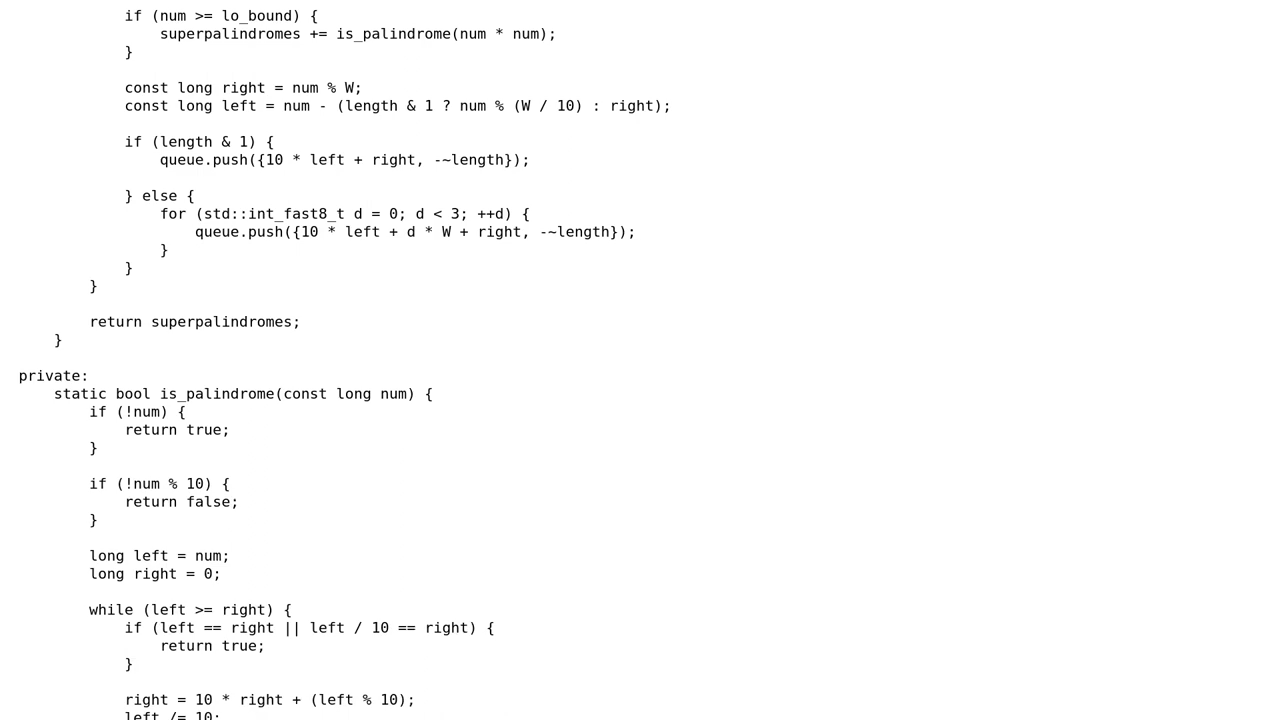 if (num >= lo_bound) {
superpalindromes += is_palindrome(num * num);
}
const long right = num % W;
const long left = num - (length & 1 ? num % (W / 10) : right);
if (length & 1) {
queue.push({10 * left + right, -~length});
} else {
for (std::int_fast8_t d = 0; d < 3; ++d) {
queue.push({10 * left + d * W + right, -~length});
}
}
}
return superpalindromes;
}
private:
static bool is_palindrome(const long num) {
if (!num) {
return true;
}
if (!num % 10) {
return false;
}
long left = num;
long right = 0;
while (left >= right) {
if (left == right || left / 10 == right) {
return true;
}
right = 10 * right + (left % 10);
left /= 10;